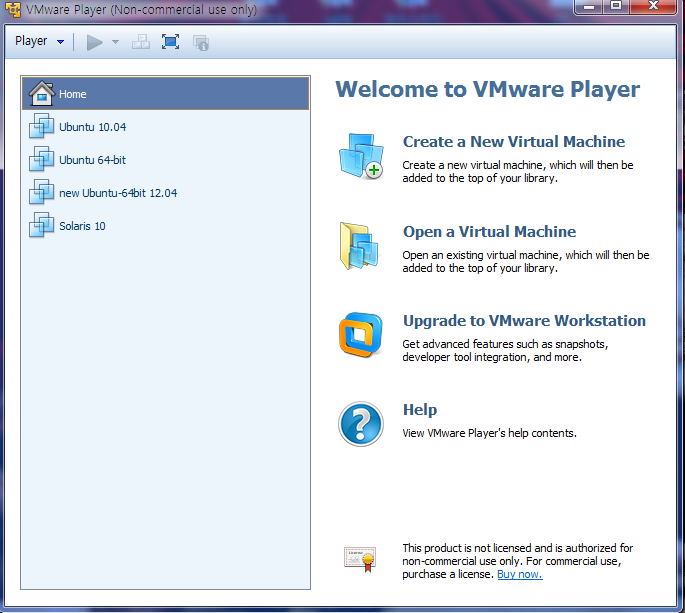 VMware Player (Non-commercial use only)
Player
Home
Ubuntu 10.04
Ubuntu 64-bit
new Ubuntu-64bit 12.04
Solaris 10
Welcome to VMware Player
Create a New Virtual Machine
Create a new virtual machine, which will then be
added to the top of your library.
Open a Virtual Machine
Open an existing virtual machine, which will then be
added to the top of your library.
Upgrade to VMware Workstation
Get advanced features such as snapshots,
developer tool integration, and more.
Help
View VMware Player's help contents.
This product is not licensed and is authorized for
non-commercial use only. For commercial use,
purchase a license. Buy now.